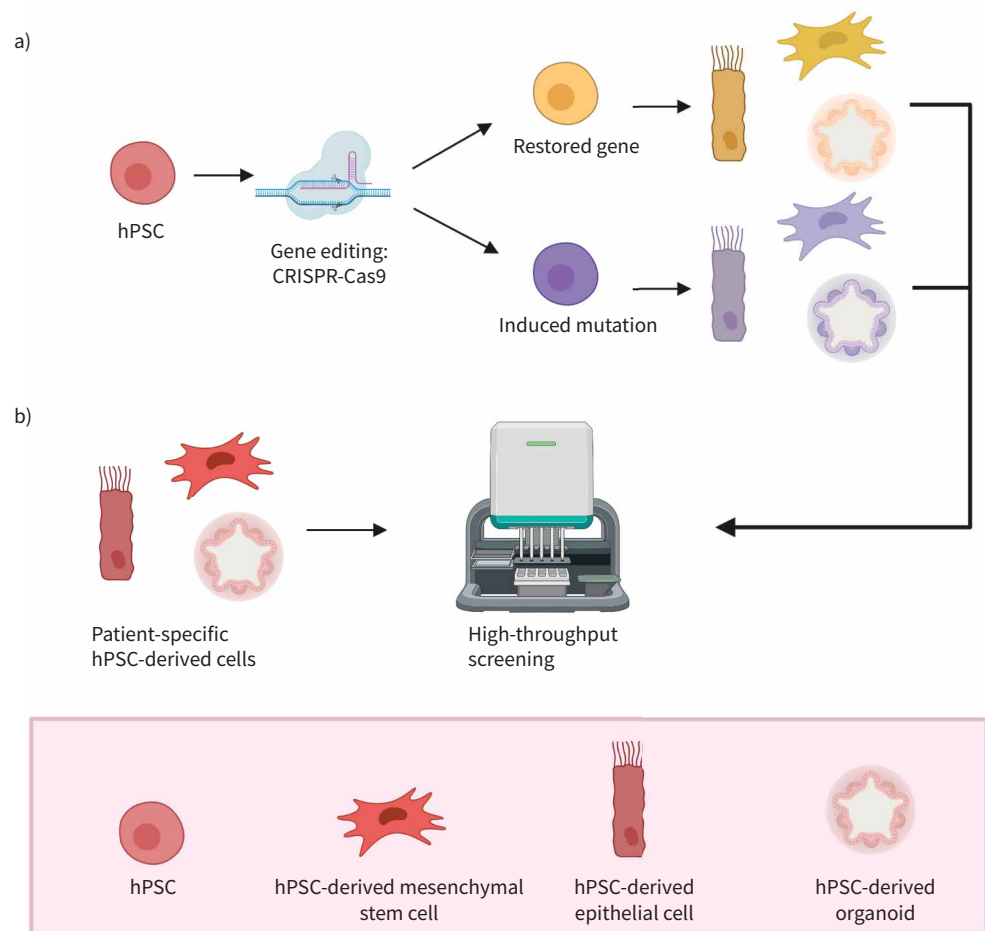 a)
hPSC
Gene editing:
CRISPR-Cas9
Restored gene
Induced mutation
b)
Patient-specific
hPSC-derived cells
High-throughput
screening
hPSC
hPSC-derived mesenchymal
stem cell
hPSC-derived
epithelial cell
hPSC-derived
organoid